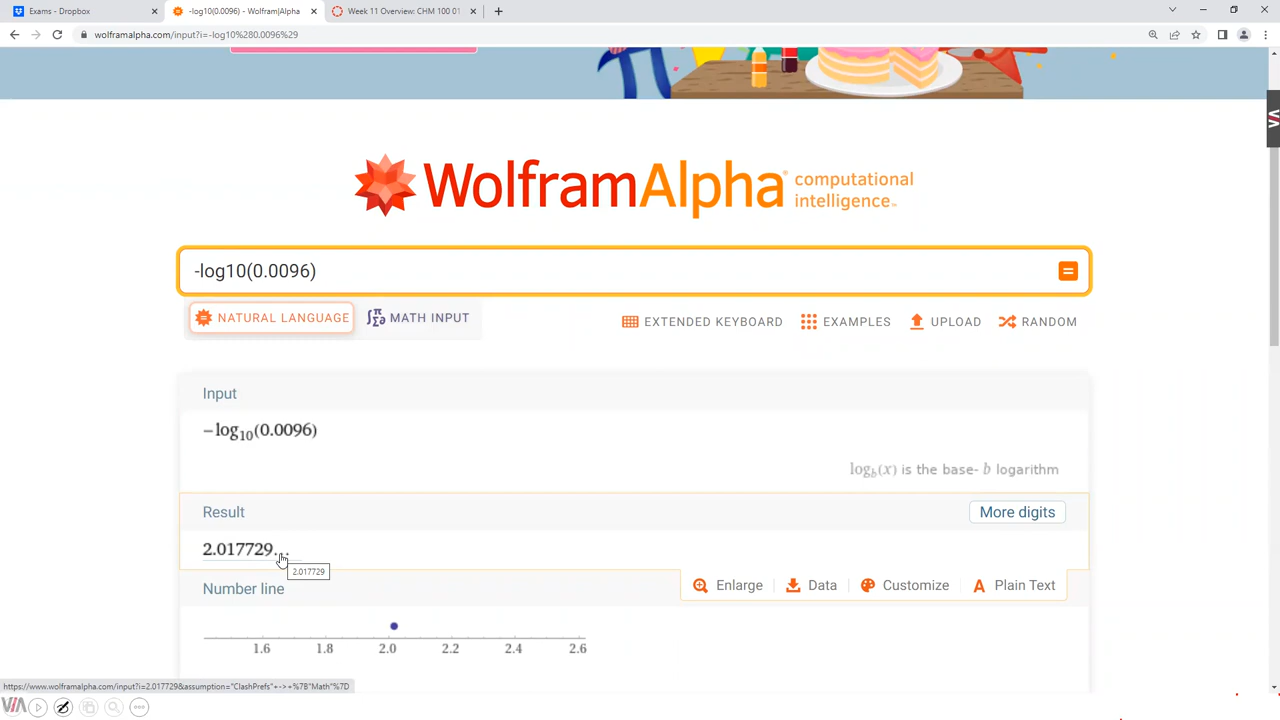 Exams - Dropbox
-log10(0.0096) - Wolfram|Alpha
Week 11 Overview: CHM 100 01
wolframalpha.com/input?i=-log10%280.0096%29
WolframAlpha computational intelligence™
-log10(0.0096)
NATURAL LANGUAGE
MATH INPUT
EXTENDED KEYBOARD
EXAMPLES
UPLOAD
RANDOM
Input
−log₁₀(0.0096)
log_b(x) is the base- b logarithm
Result
More digits
2.017729...
2.017729
Number line
Enlarge
Data
Customize
A Plain Text
1.6 1.8 2.0 2.2 2.4 2.6
https://www.wolframalpha.com/input?i=2.017729&assumption="ClashPrefs"+->+%7B"Math"%7D
VIA